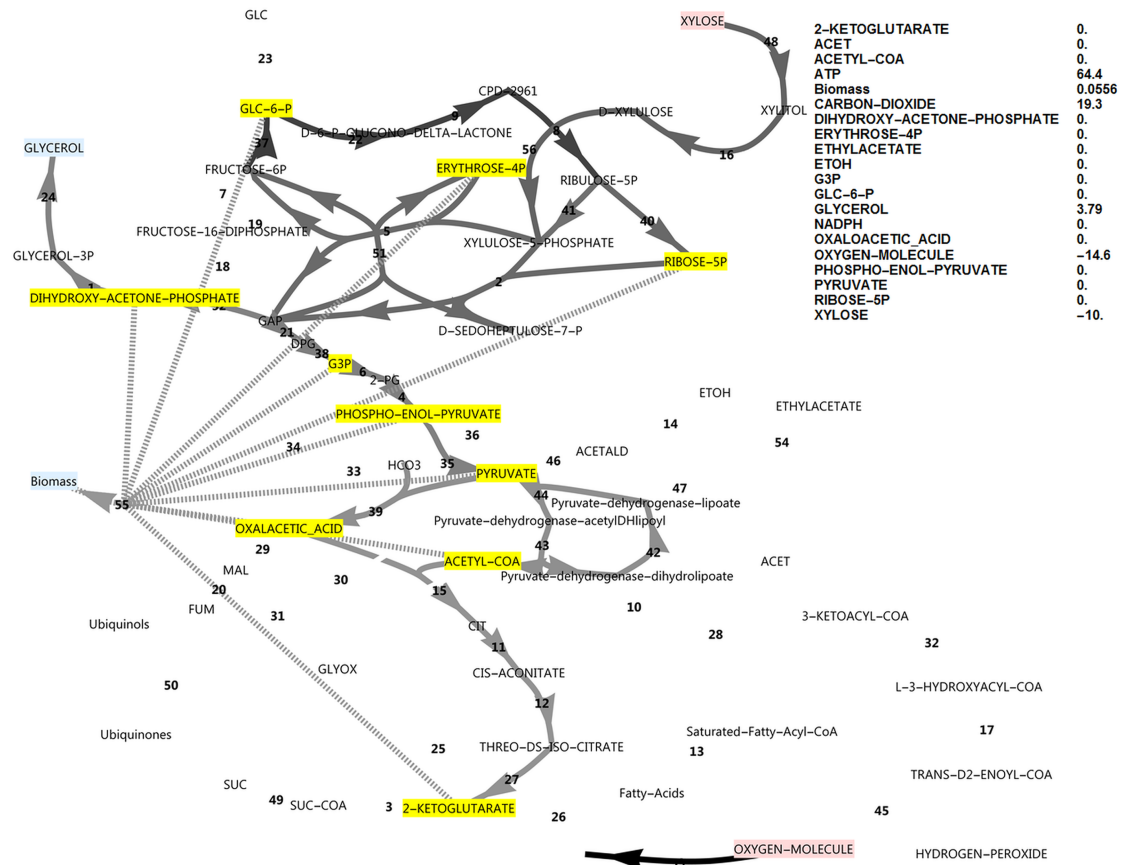 GLC
XYLOSE
2−KETOGLUTARATE 0.
ACET 0.
ACETYL−COA 0.
ATP 64.4
Biomass 0.0556
CARBON−DIOXIDE 19.3
DIHYDROXY−ACETONE−PHOSPHATE 0.
ERYTHROSE−4P 0.
ETHYLACETATE 0.
ETOH 0.
G3P 0.
GLC−6−P 0.
GLYCEROL 3.79
NADPH 0.
OXALOACETIC_ACID 0.
OXYGEN−MOLECULE −14.6
PHOSPHO−ENOL−PYRUVATE 0.
PYRUVATE 0.
RIBOSE−5P 0.
XYLOSE −10.
48
23
CPD−2961
GLC−6−P
9
D−XYLULOSE
XYLITOL
D−6−P−GLUCONO−DELTA−LACTONE
22
8
37
GLYCEROL
56
16
FRUCTOSE−6P
ERYTHROSE−4P
RIBULOSE−5P
24
7
41
40
19
FRUCTOSE−16−DIPHOSPHATE
5
XYLULOSE−5−PHOSPHATE
GLYCEROL−3P
51
18
RIBOSE−5P
2
1
DIHYDROXY−ACETONE−PHOSPHATE
GAP
21
D−SEDOHEPTULOSE−7−P
DPG
38
G3P
6
2−PG
4
ETOH
ETHYLACETATE
PHOSPHO−ENOL−PYRUVATE
14
36
54
34
ACETALD
33
HCO3
35
46
PYRUVATE
Biomass
47
44
Pyruvate−dehydrogenase−lipoate
55
39
Pyruvate−dehydrogenase−acetylDHlipoyl
OXALACETIC_ACID
29
43
42
ACETYL−COA
ACET
MAL
30
Pyruvate−dehydrogenase−dihydrolipoate
20
15
FUM
31
10
3−KETOACYL−COA
Ubiquinols
CIT
28
32
11
GLYOX
CIS−ACONITATE
50
L−3−HYDROXYACYL−COA
12
Ubiquinones
Saturated−Fatty−Acyl−CoA
17
25
THREO−DS−ISO−CITRATE
13
27
TRANS−D2−ENOYL−COA
SUC
Fatty−Acids
49
SUC−COA
3
2−KETOGLUTARATE
26
45
OXYGEN−MOLECULE
HYDROGEN−PEROXIDE